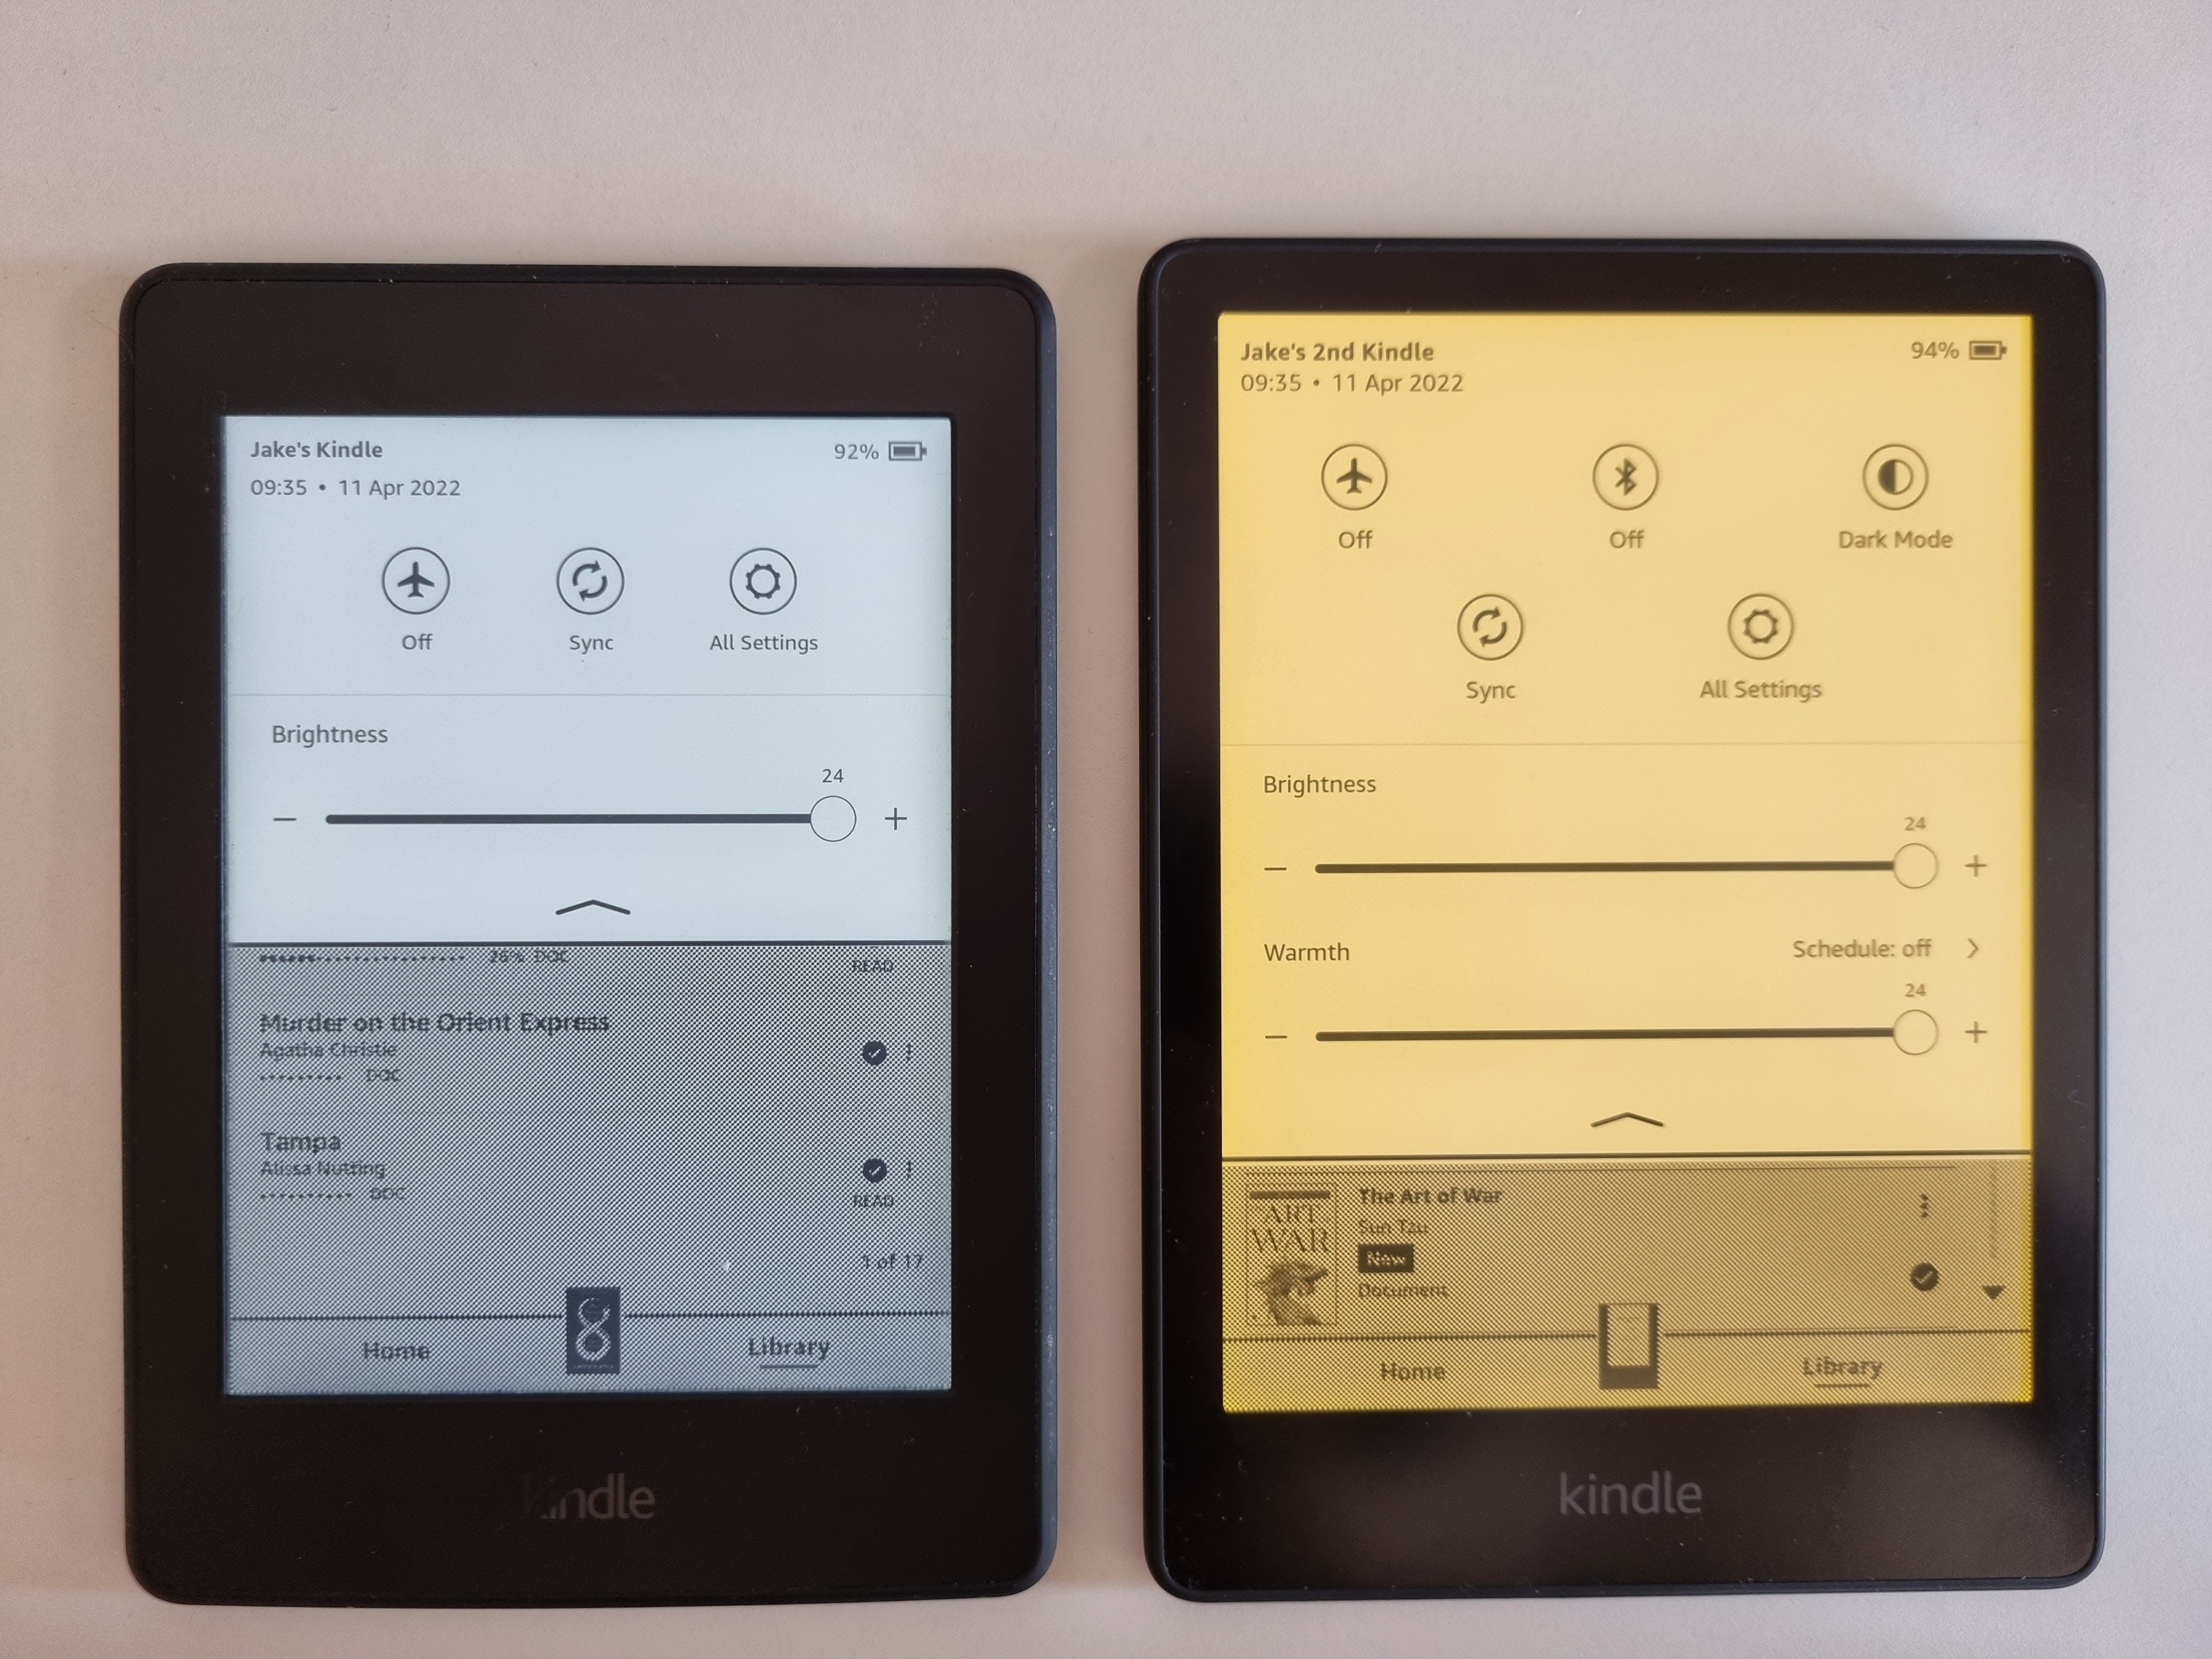 Jake's Kindle
92%
09:35 • 11 Apr 2022
Off
Sync
All Settings
Brightness
24
26% DOC
READ
Murder on the Orient Express
Agatha Christie
DOC
Tampa
Alissa Nutting
DOC
READ
1 of 17
Home
Library
kindle
Jake's 2nd Kindle
94%
09:35 • 11 Apr 2022
Off
Off
Dark Mode
Sync
All Settings
Brightness
24
Warmth
Schedule: off
24
ART
WAR
The Art of War
Sun Tzu
New
Document
Home
Library
kindle